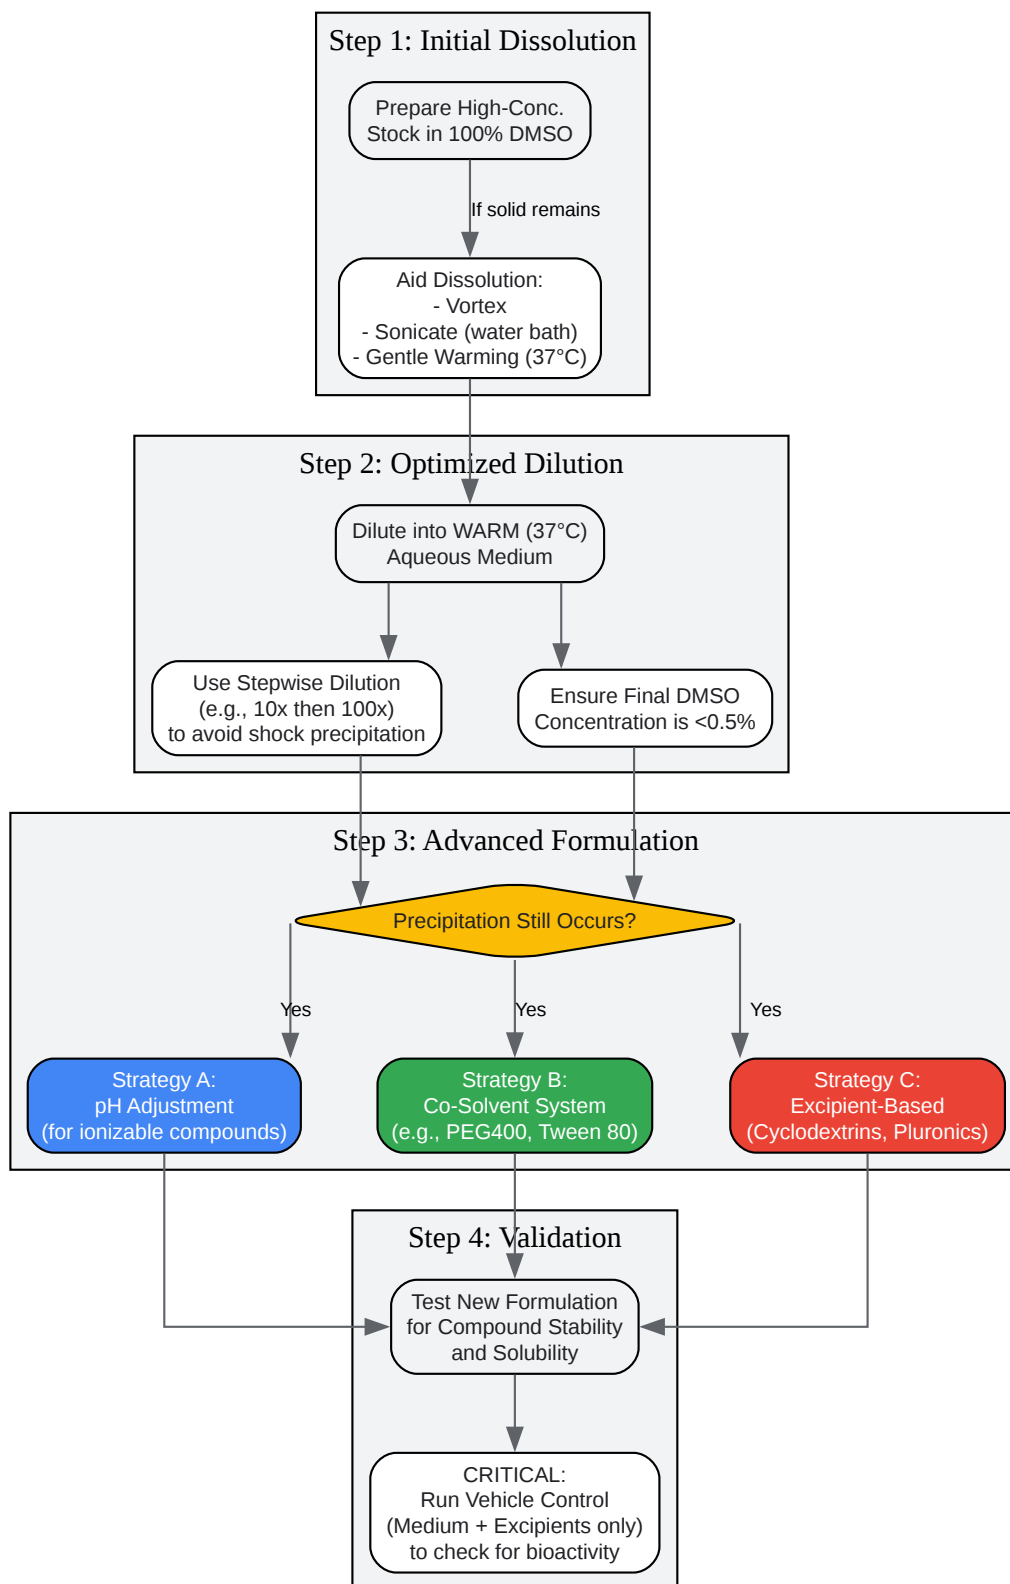 Step 1: Initial Dissolution
Prepare High-Conc.
Stock in 100% DMSO
If solid remains
Aid Dissolution:
- Vortex
- Sonicate (water bath)
- Gentle Warming (37°C)
Step 2: Optimized Dilution
Dilute into WARM (37°C)
Aqueous Medium
Use Stepwise Dilution
(e.g., 10x then 100x)
to avoid shock precipitation
Ensure Final DMSO
Concentration is <0.5%
Step 3: Advanced Formulation
Precipitation Still Occurs?
Yes
Yes
Yes
Strategy A:
pH Adjustment
(for ionizable compounds)
Strategy B:
Co-Solvent System
(e.g., PEG400, Tween 80)
Strategy C:
Excipient-Based
(Cyclodextrins, Pluronics)
Step 4: Validation
Test New Formulation
for Compound Stability
and Solubility
CRITICAL:
Run Vehicle Control
(Medium + Excipients only)
to check for bioactivity